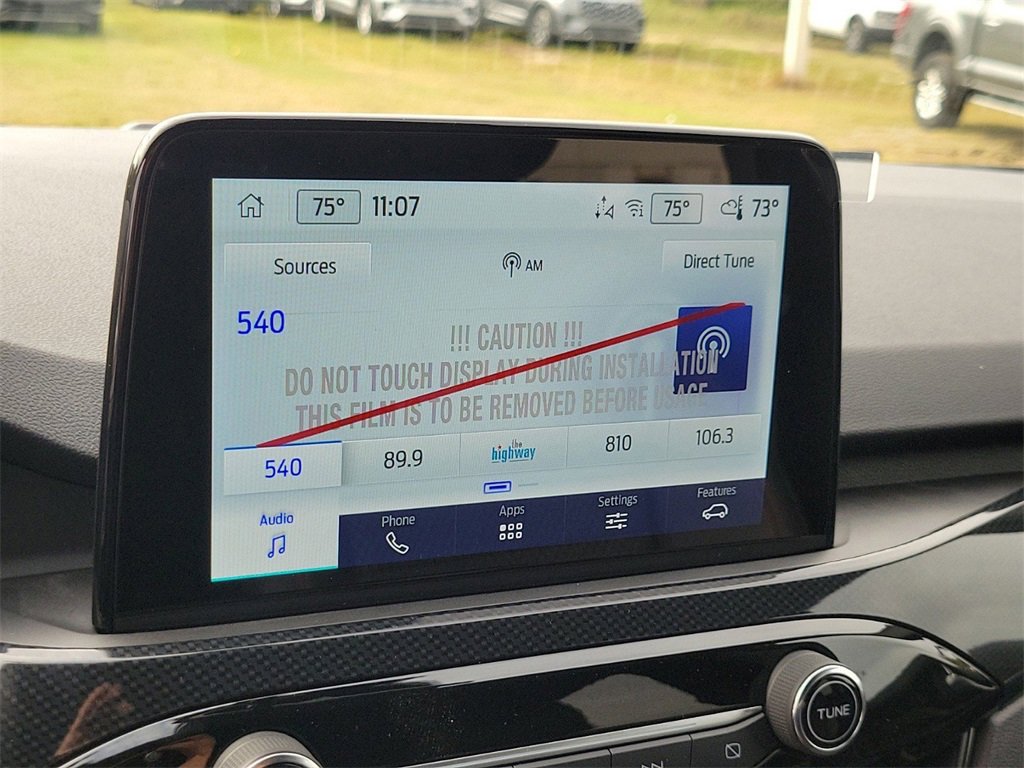 75° 11:07 75° 73°
Sources AM Direct Tune
540
!!! CAUTION !!!
DO NOT TOUCH DISPLAY DURING INSTALLATION
THIS FILM IS TO BE REMOVED BEFORE USAGE
540 89.9 the highway 810 106.3
Audio Phone Apps Settings Features
TUNE